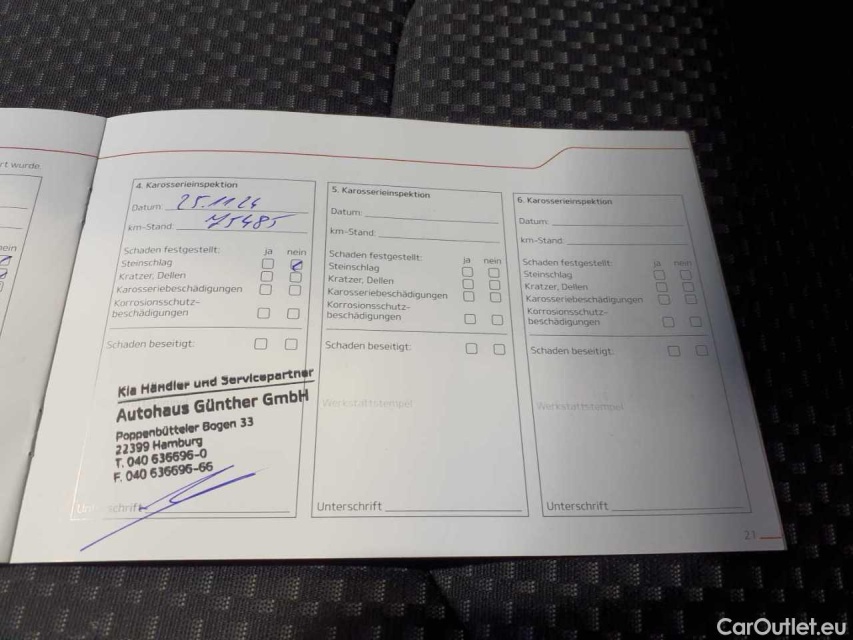 rt wurde.
ein
4. Karosserieinspektion
Datum: 25.11.24
km-Stand: 75485
Schaden festgestellt: ja nein
Steinschlag
Kratzer, Dellen
Karosseriebeschädigungen
Korrosionsschutz-
beschädigungen
Schaden beseitigt:
Kia Händler und Servicepartner
Autohaus Günther GmbH
Poppenbütteler Bogen 33
22399 Hamburg
T. 040 636696-0
F. 040 636696-66
Unterschrift
5. Karosserieinspektion
Datum:
km-Stand:
Schaden festgestellt: ja nein
Steinschlag
Kratzer, Dellen
Karosseriebeschädigungen
Korrosionsschutz-
beschädigungen
Schaden beseitigt:
Werkstattstempel
Unterschrift
6. Karosserieinspektion
Datum:
km-Stand:
Schaden festgestellt: ja nein
Steinschlag
Kratzer, Dellen
Karosseriebeschädigungen
Korrosionsschutz-
beschädigungen
Schaden beseitigt:
Werkstattstempel
Unterschrift
21
CarOutlet.eu